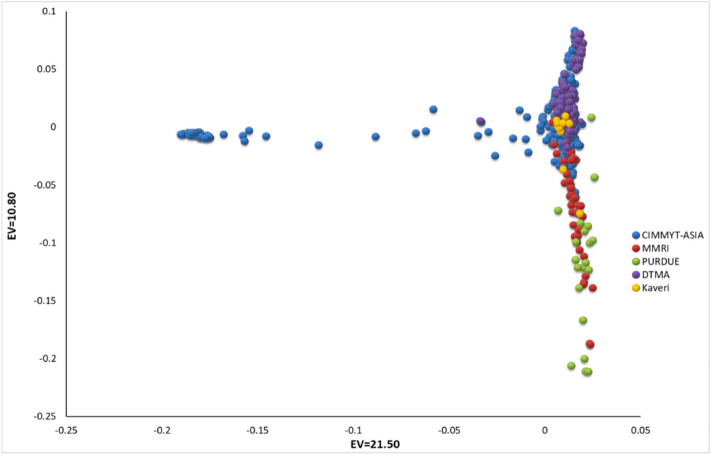 0.1
0.05
0
-0.05
-0.1
-0.15
-0.2
-0.25
EV=10.80
-0.25
-0.2
-0.15
-0.1
-0.05
0
0.05
EV=21.50
CIMMYT-ASIA
MMRI
PURDUE
DTMA
Kaveri